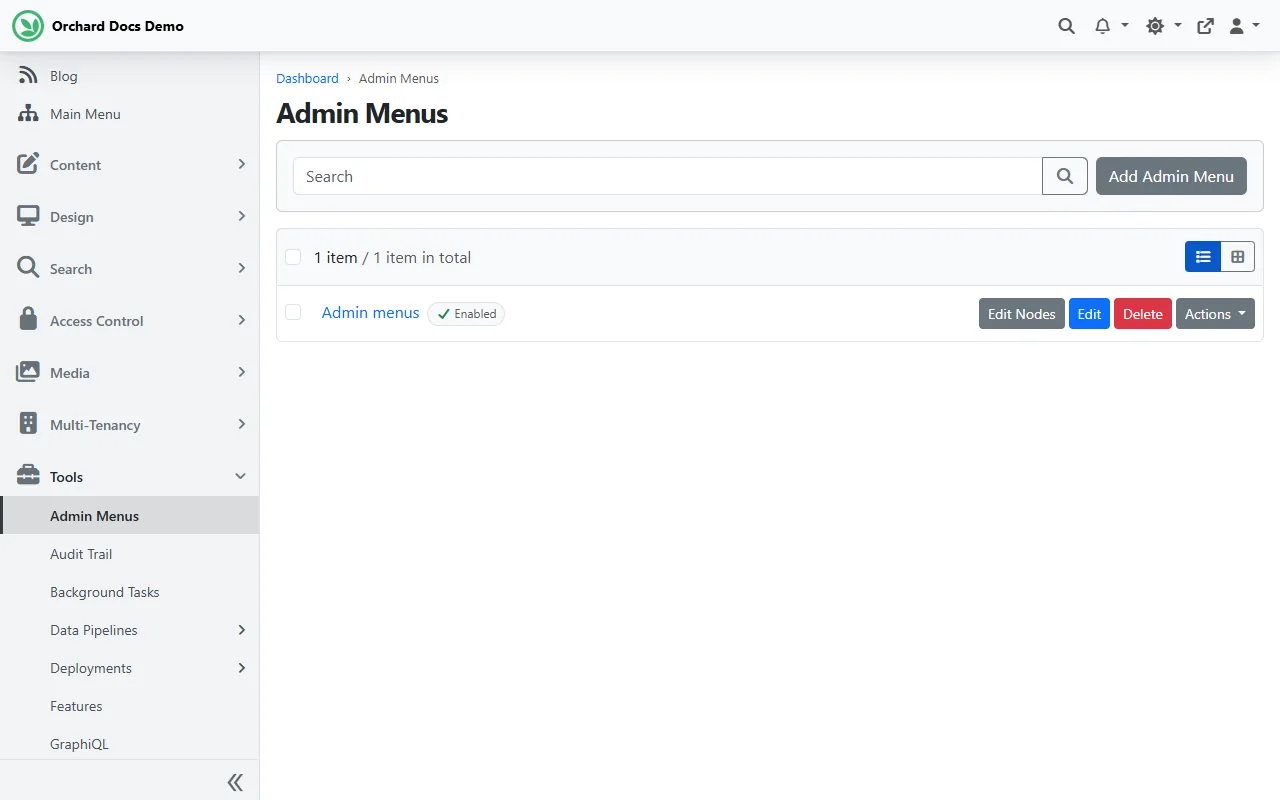 Orchard Docs Demo
Blog
Main Menu
Content
Design
Search
Access Control
Media
Multi-Tenancy
Tools
Admin Menus
Audit Trail
Background Tasks
Data Pipelines
Deployments
Features
GraphiQL
Dashboard › Admin Menus
Admin Menus
Search
Add Admin Menu
1 item / 1 item in total
Admin menus Enabled
Edit Nodes Edit Delete Actions